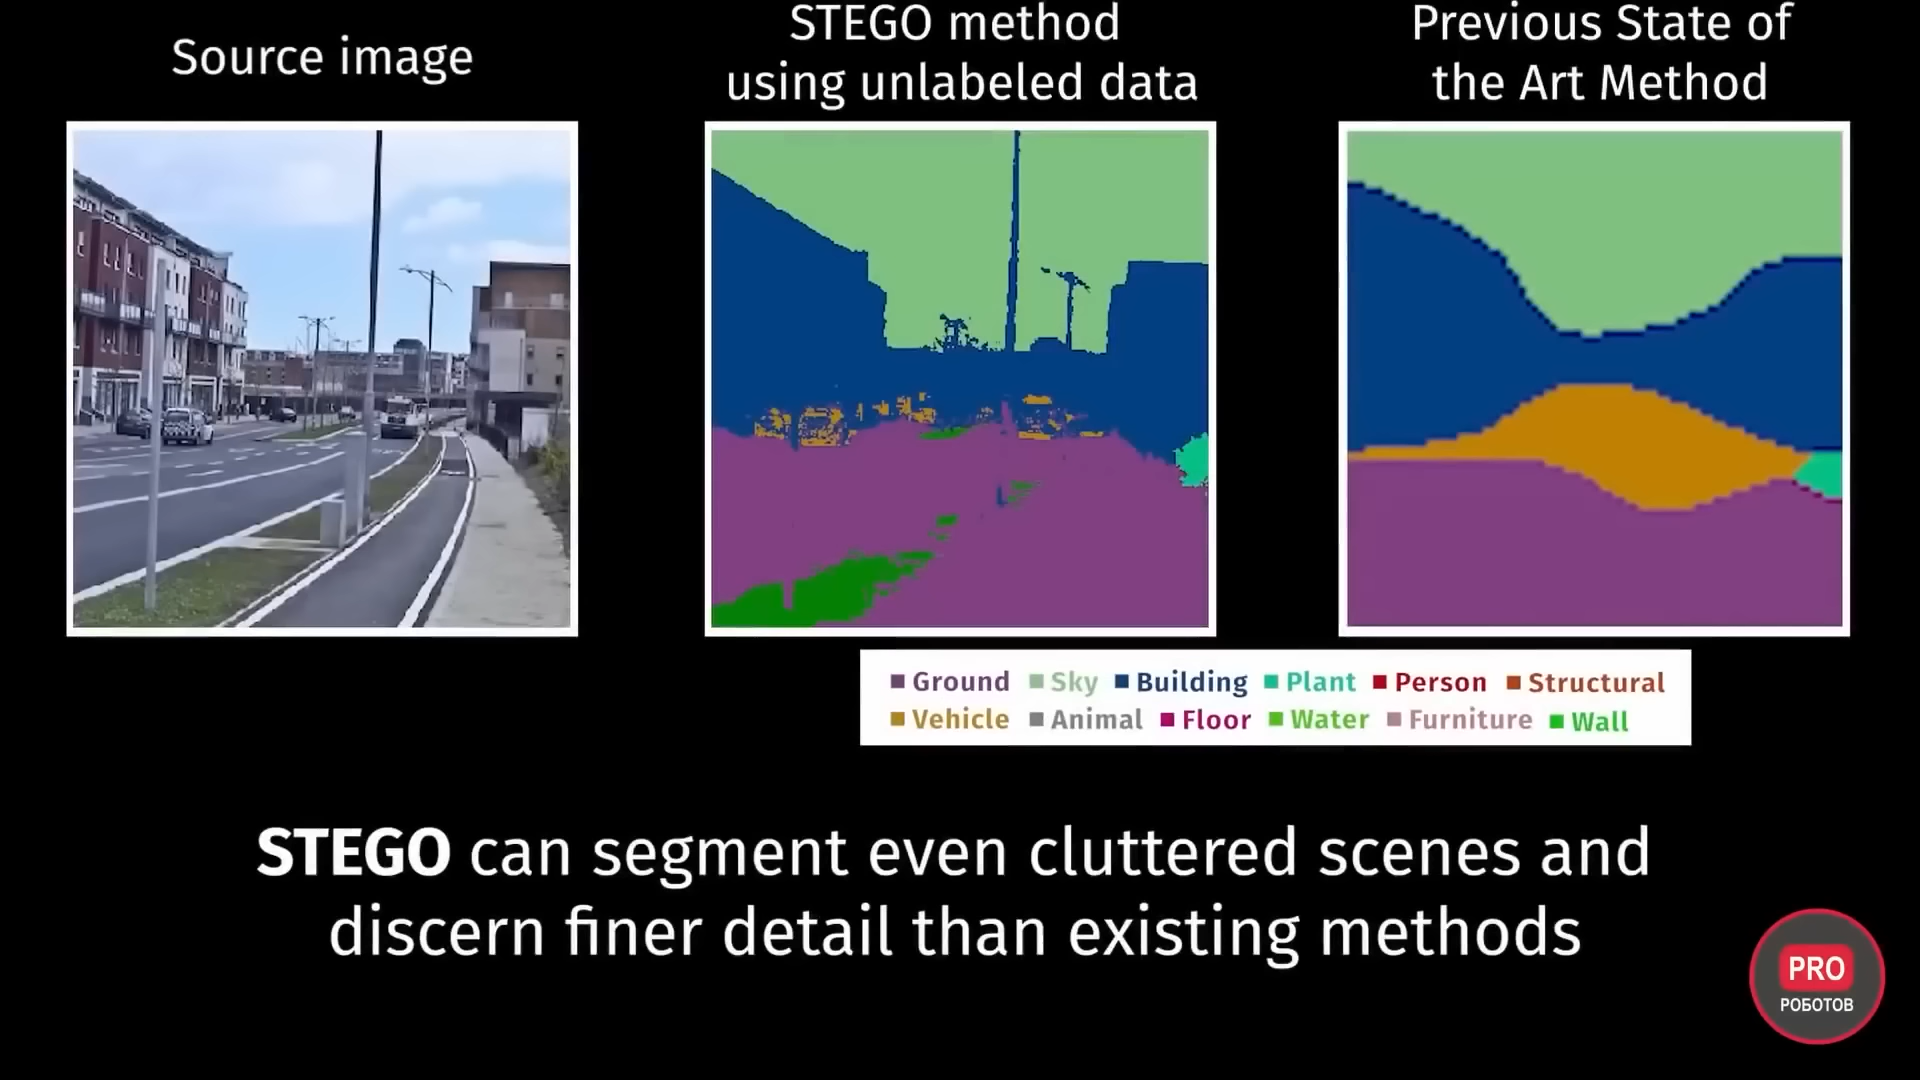 Source image
STEGO method
using unlabeled data
Previous State of
the Art Method
Ground Sky Building Plant Person Structural
Vehicle Animal Floor Water Furniture Wall
STEGO can segment even cluttered scenes and
discern finer detail than existing methods
PRO
РОБОТОВ